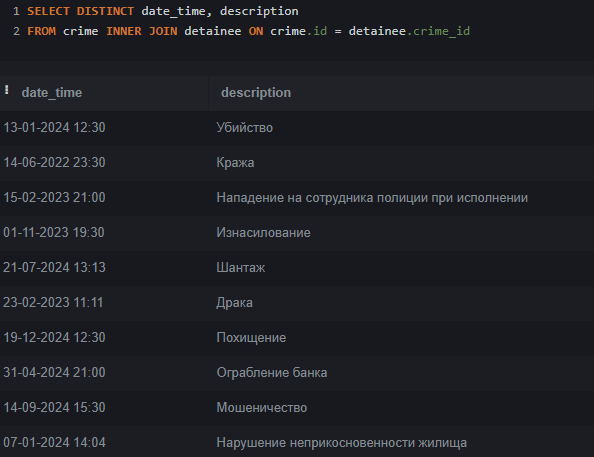 1 SELECT DISTINCT date_time, description
2 FROM crime INNER JOIN detainee ON crime.id = detainee.crime_id
date_time description
13-01-2024 12:30 Убийство
14-06-2022 23:30 Кража
15-02-2023 21:00 Нападение на сотрудника полиции при исполнении
01-11-2023 19:30 Изнасилование
21-07-2024 13:13 Шантаж
23-02-2023 11:11 Драка
19-12-2024 12:30 Похищение
31-04-2024 21:00 Ограбление банка
14-09-2024 15:30 Мошеничество
07-01-2024 14:04 Нарушение неприкосновенности жилища